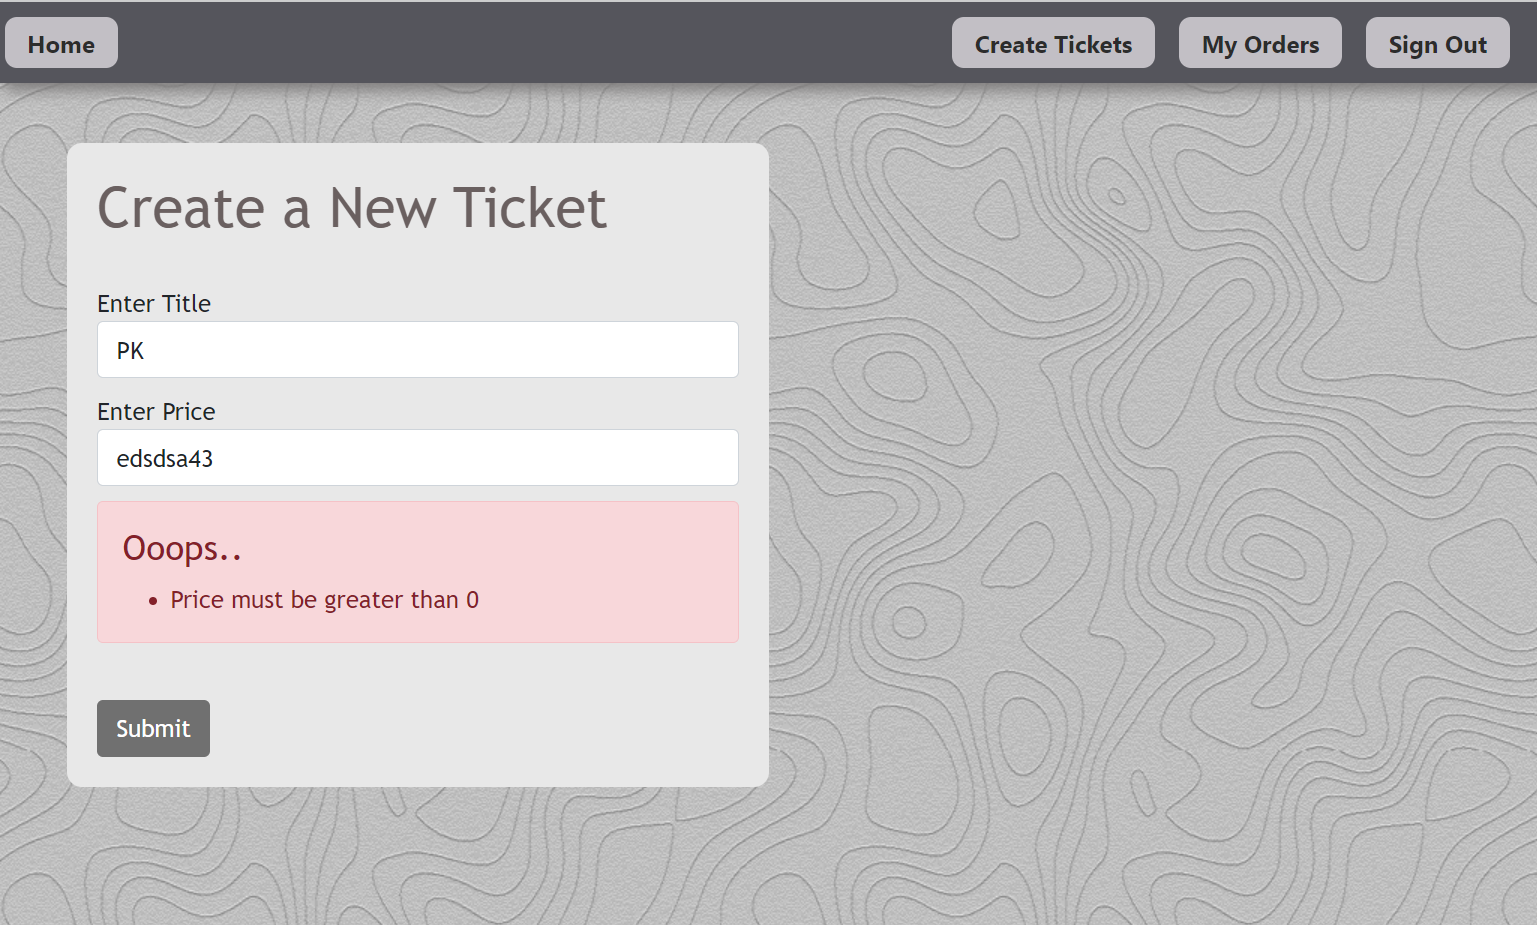 Home
Create Tickets
My Orders
Sign Out
Create a New Ticket
Enter Title
PK
Enter Price
edsdsa43
Ooops..
• Price must be greater than 0
Submit